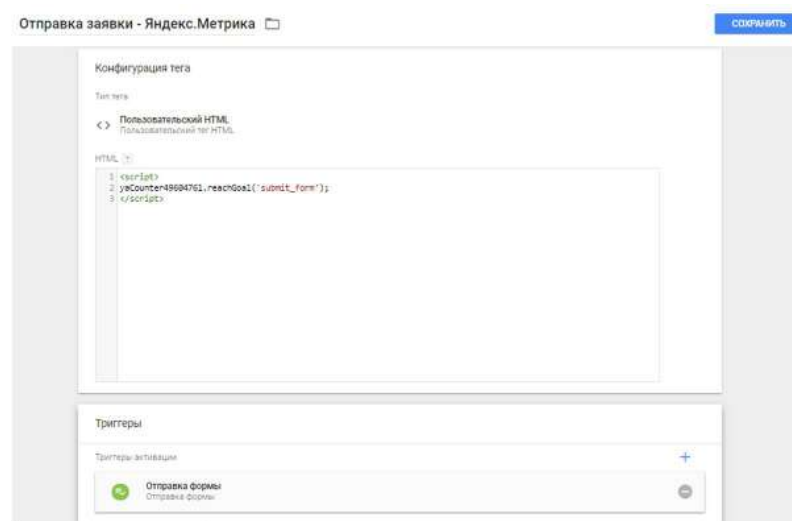 Отправка заявки - Яндекс.Метрика
СОХРАНИТЬ
Конфигурация тега
Тип тега
Пользовательский HTML
Пользовательский тег HTML
HTML ?
1 <script>
2 yaCounter49604761.reachGoal('submit_form');
3 </script>
Триггеры
Триггеры активации
Отправка формы
Отправка формы